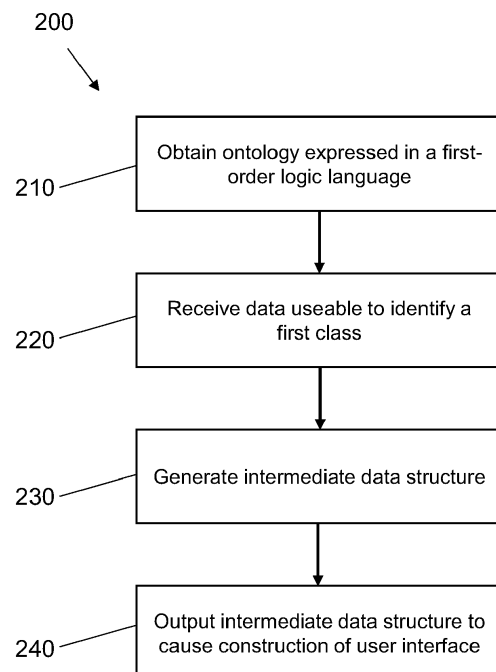 200
210
Obtain ontology expressed in a first-
order logic language
220
Receive data useable to identify a
first class
230
Generate intermediate data structure
240
Output intermediate data structure to
cause construction of user interface